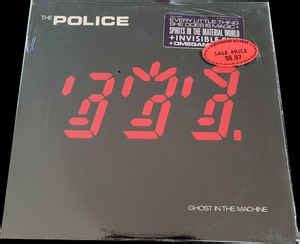 THE POLICE
EVERY LITTLE THING
SHE DOES IS MAGIC
SPIRITS IN THE MATERIAL WORLD
+ INVISIBLE SUN
SALE PRICE
GHOST IN THE MACHINE